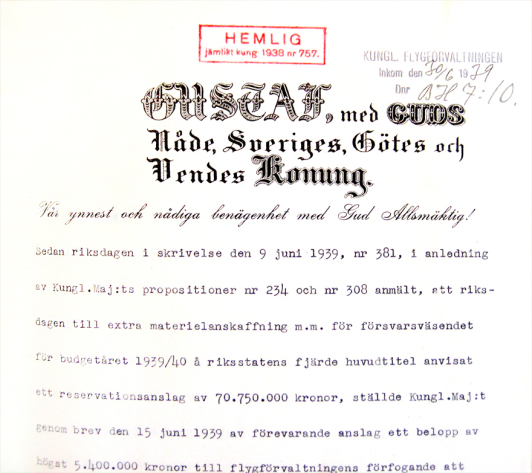 HEMLIG
jämlikt kung 1938 nr 757.
KUNGL. FLYGFÖRVALTNINGEN
Inkom den 30/6 1939
Dnr BH 7:10.
GUSTAF, med GUDS
Nåde, Sveriges, Götes och
Vendes Konung.
Vår ynnest och nådiga benägenhet med Gud Allsmäktig!
Sedan riksdagen i skrivelse den 9 juni 1939, nr 381, i anledning
av Kungl.Maj:ts propositioner nr 234 och nr 308 anmält, att riks-
dagen till extra materielanskaffning m.m. för försvarsväsendet
för budgetåret 1939/40 å riksstatens fjärde huvudtitel anvisat
ett reservationsanslag av 70.750.000 kronor, ställde Kungl.Maj:t
genom brev den 15 juni 1939 av förevarande anslag ett belopp av
högst 5.400.000 kronor till flygförvaltningens förfogande att